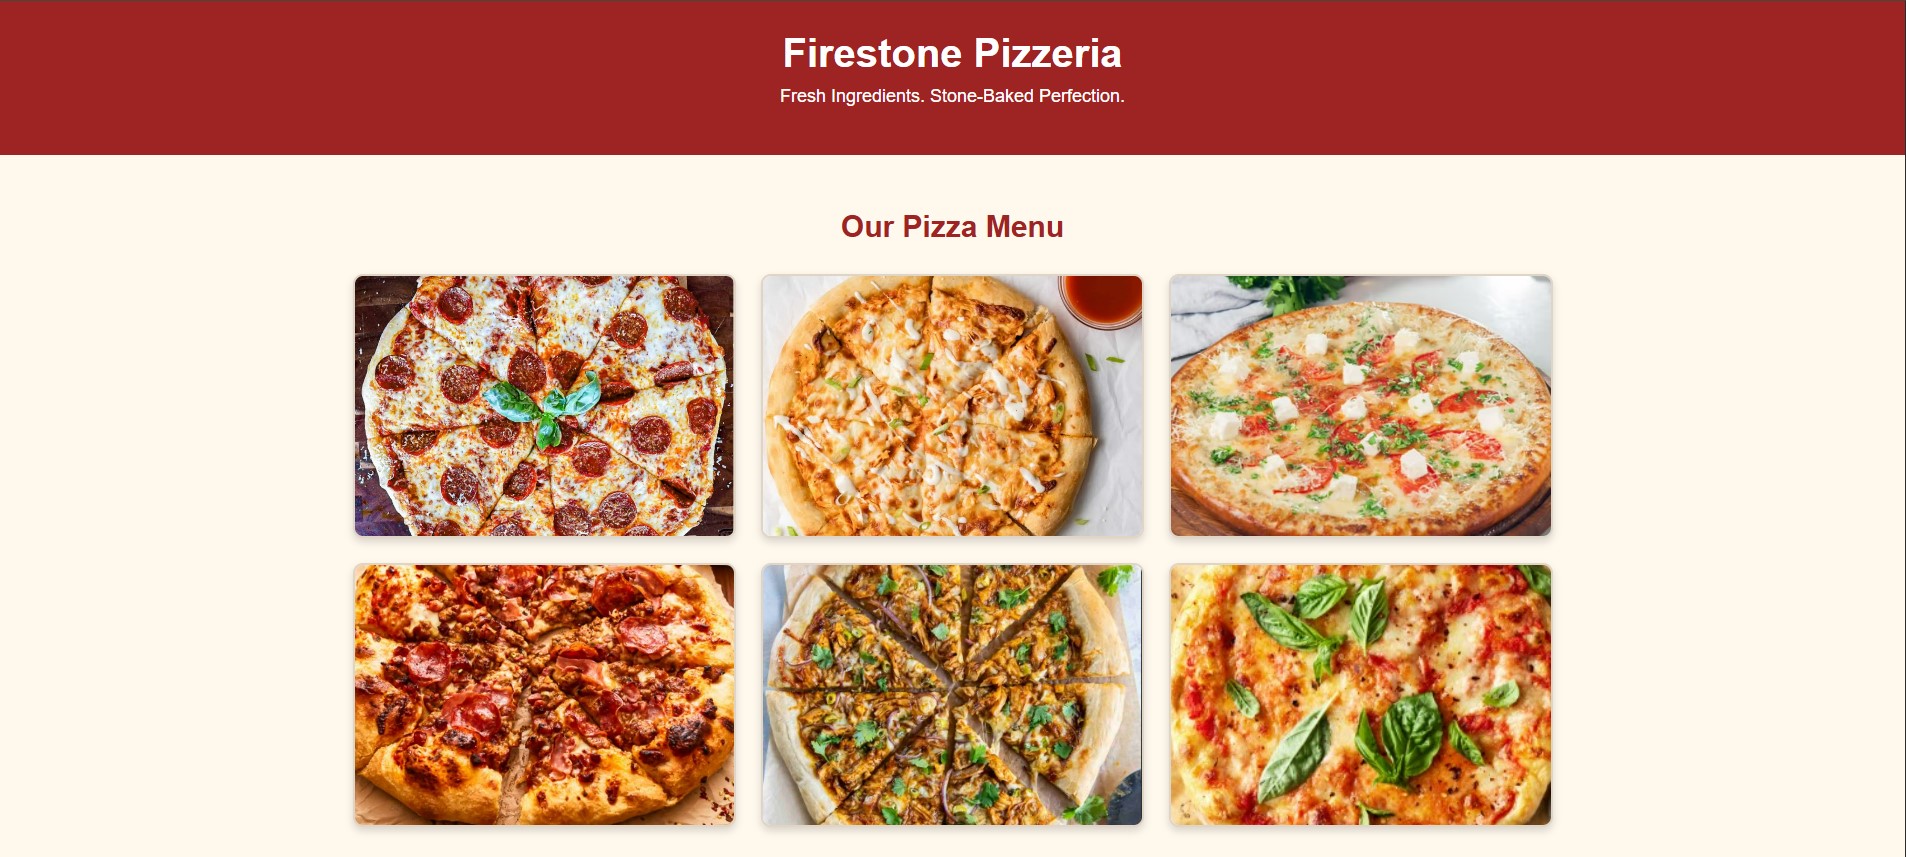 Firestone Pizzeria
Fresh Ingredients. Stone-Baked Perfection.
Our Pizza Menu